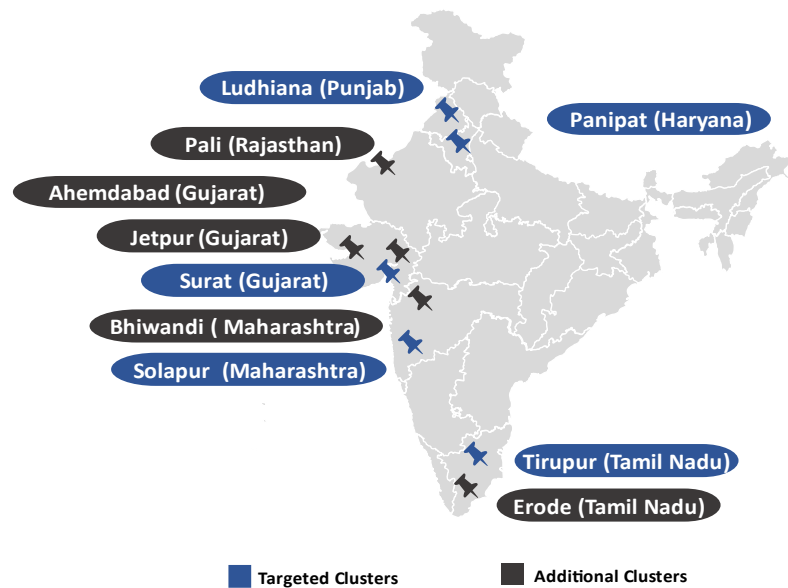 Ludhiana (Punjab)
Panipat (Haryana)
Pali (Rajasthan)
Ahemdabad (Gujarat)
Jetpur (Gujarat)
Surat (Gujarat)
Bhiwandi ( Maharashtra)
Solapur (Maharashtra)
Tirupur (Tamil Nadu)
Erode (Tamil Nadu)
Targeted Clusters
Additional Clusters